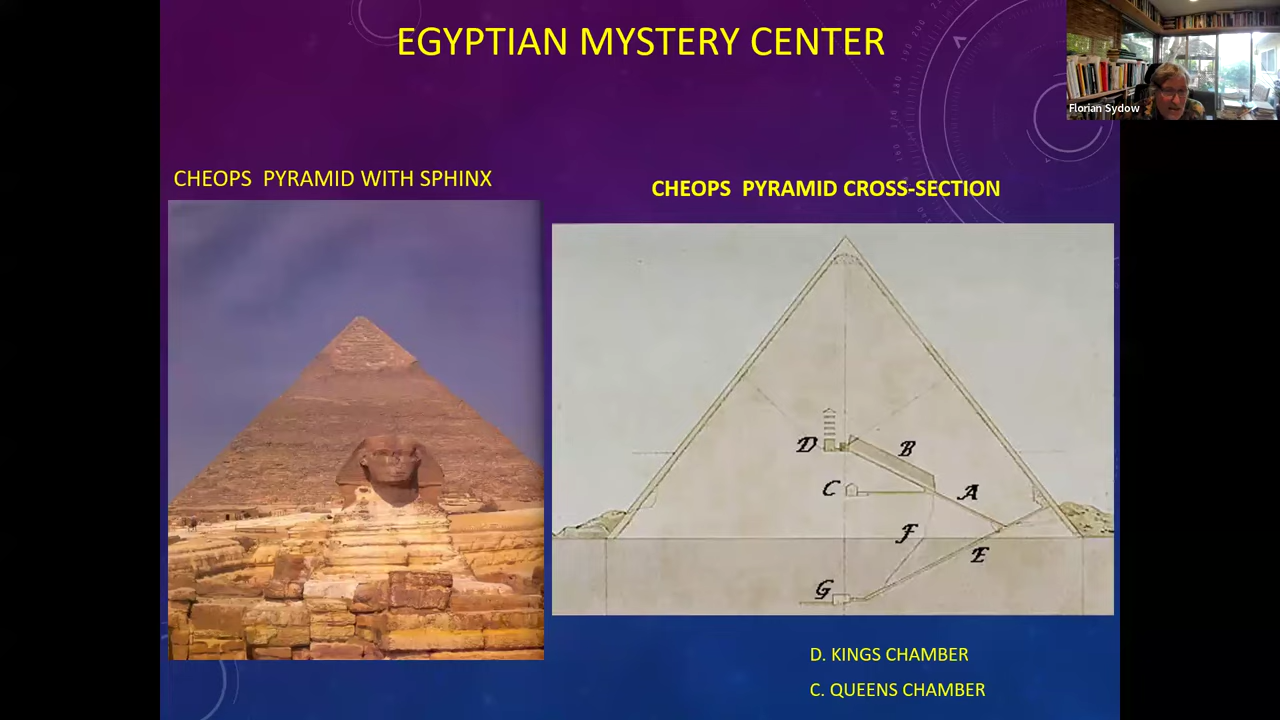 EGYPTIAN MYSTERY CENTER
Florian Sydow
CHEOPS PYRAMID WITH SPHINX
CHEOPS PYRAMID CROSS-SECTION
D
B
C
A
F
E
G
D. KINGS CHAMBER
C. QUEENS CHAMBER